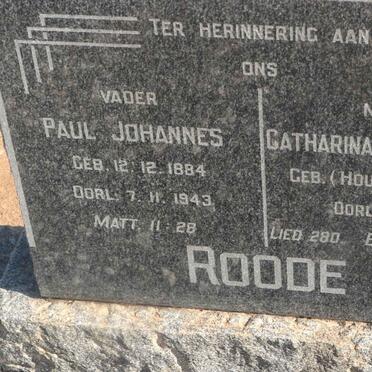 TER HERINNERING AAN
ONS
VADER
PAUL JOHANNES
GEB. 12. 12. 1884
OORL. 7. 11. 1943
MATT. 11: 28
CATHARINA
GEB. (HOU
OORL
LIED 280
ROODE